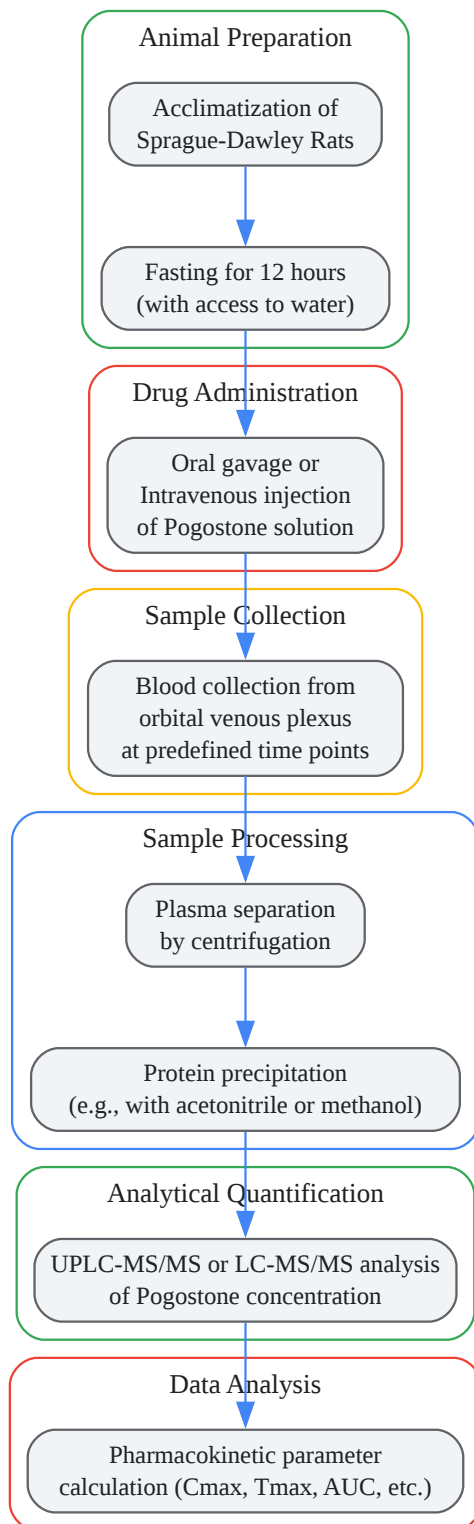 Animal Preparation
Acclimatization of
Sprague-Dawley Rats
Fasting for 12 hours
(with access to water)
Drug Administration
Oral gavage or
Intravenous injection
of Pogostone solution
Sample Collection
Blood collection from
orbital venous plexus
at predefined time points
Sample Processing
Plasma separation
by centrifugation
Protein precipitation
(e.g., with acetonitrile or methanol)
Analytical Quantification
UPLC-MS/MS or LC-MS/MS analysis
of Pogostone concentration
Data Analysis
Pharmacokinetic parameter
calculation (Cmax, Tmax, AUC, etc.)